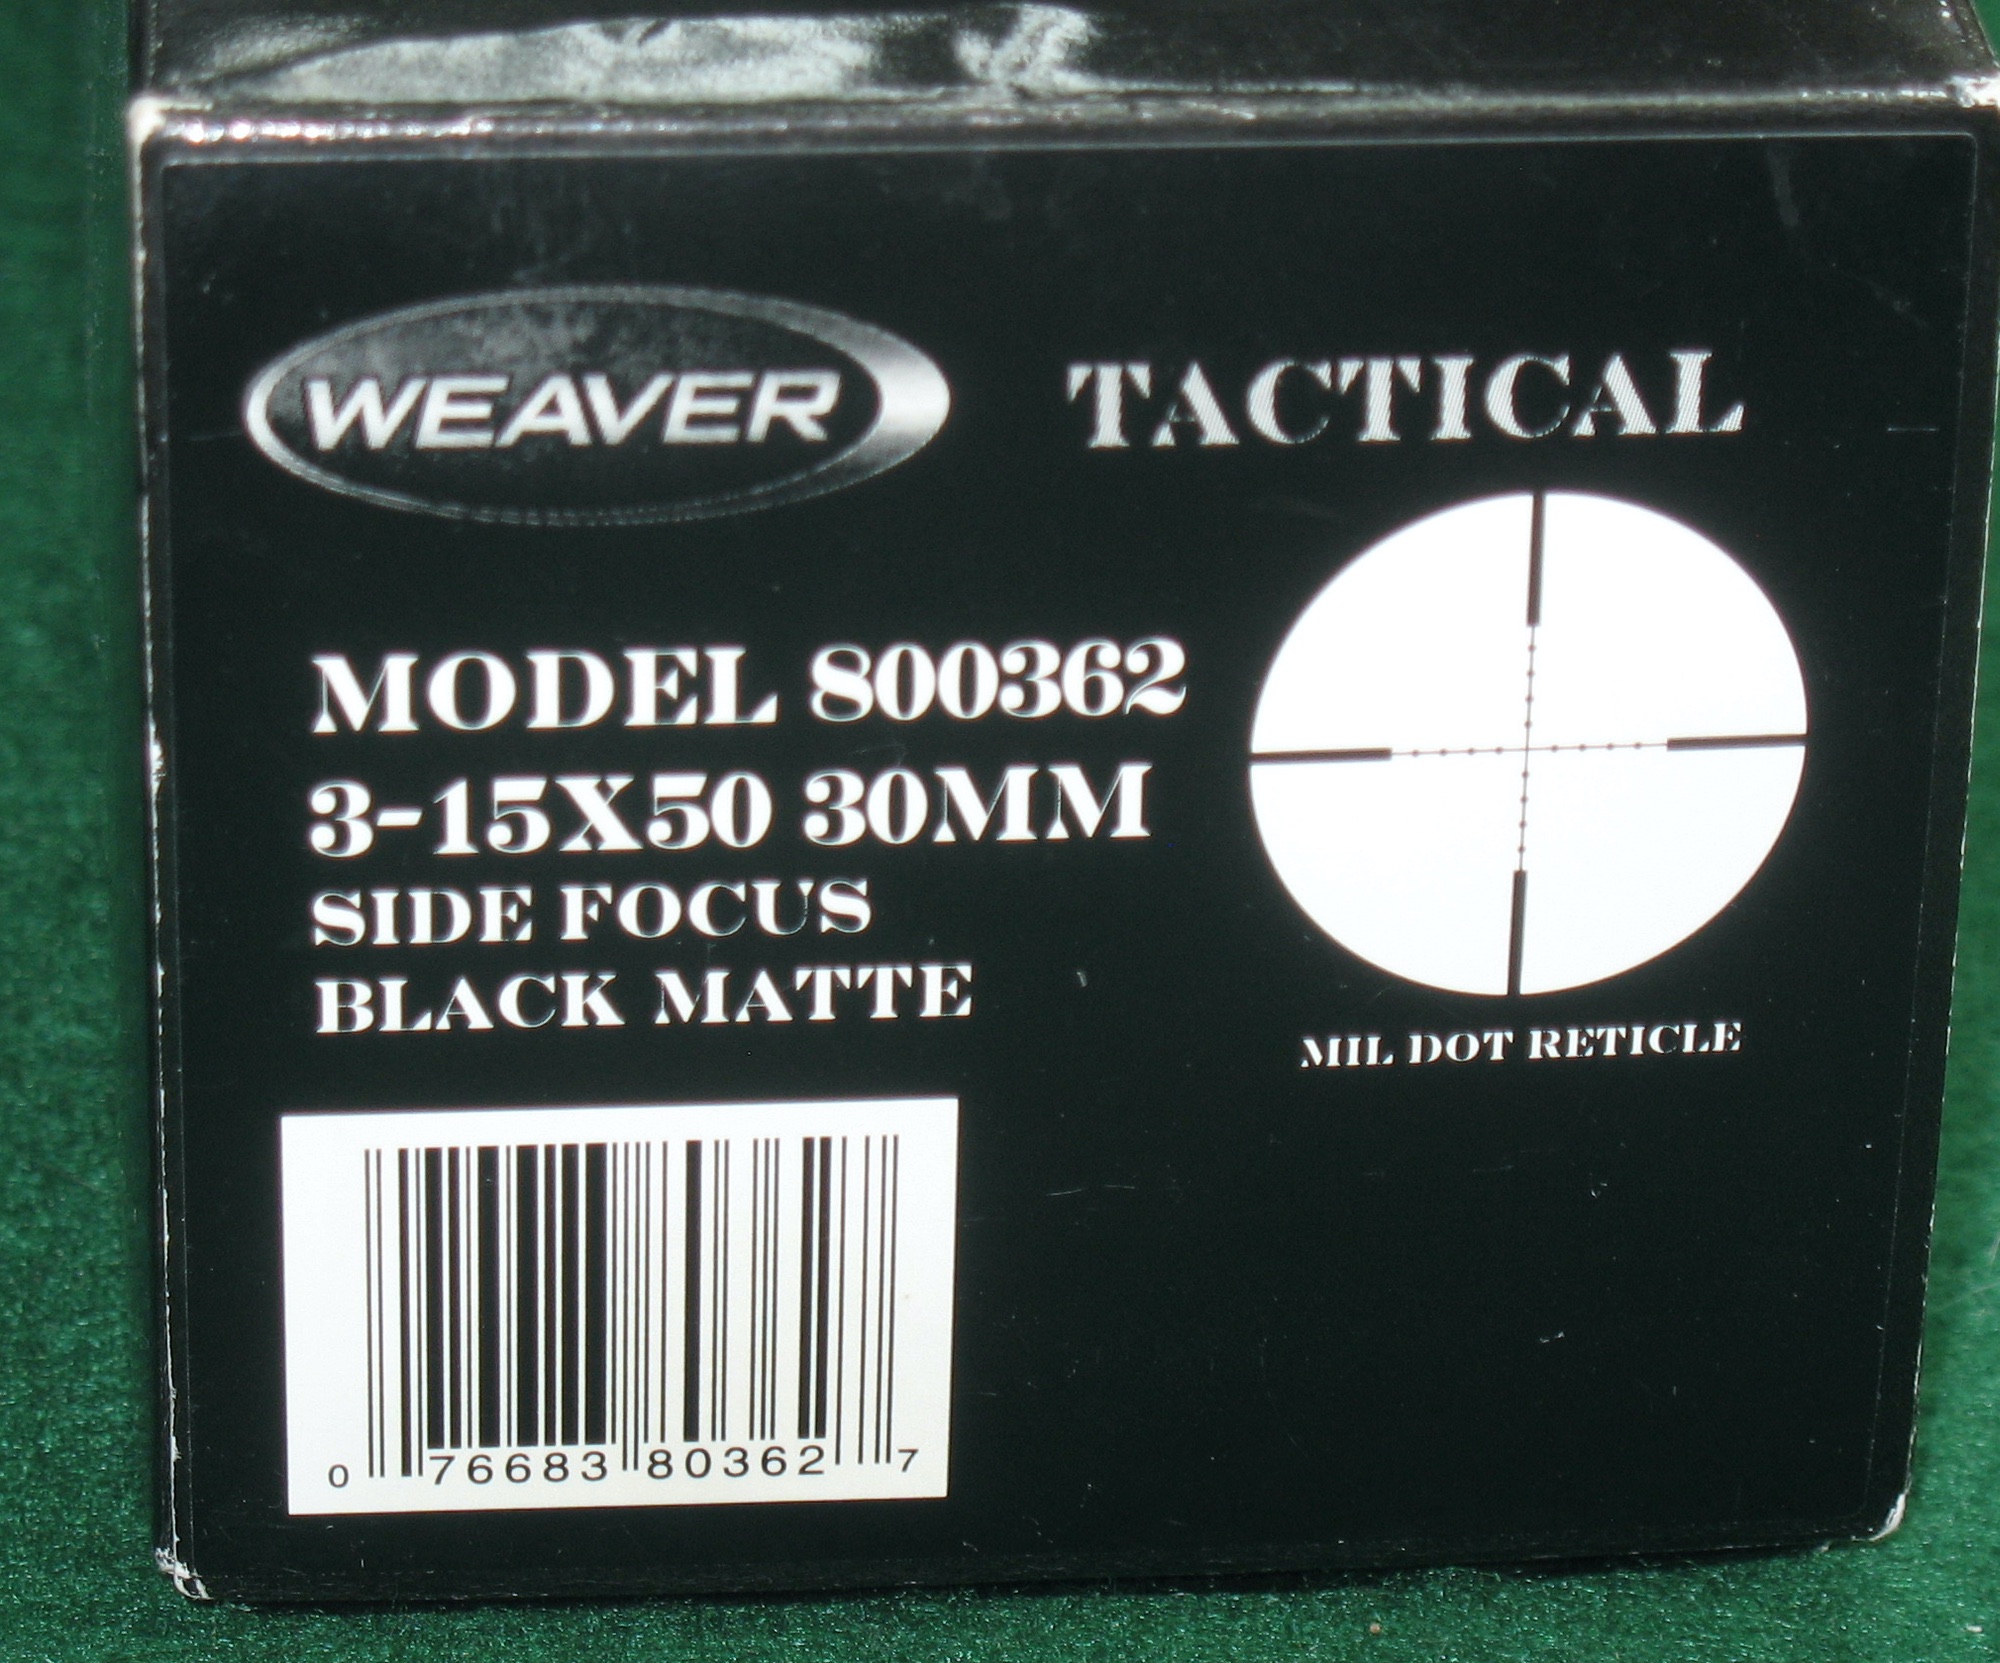 WEAVER TACTICAL
MODEL 800362
3-15X50 30MM
SIDE FOCUS
BLACK MATTE
MIL DOT RETICLE
0 76683 80362 7